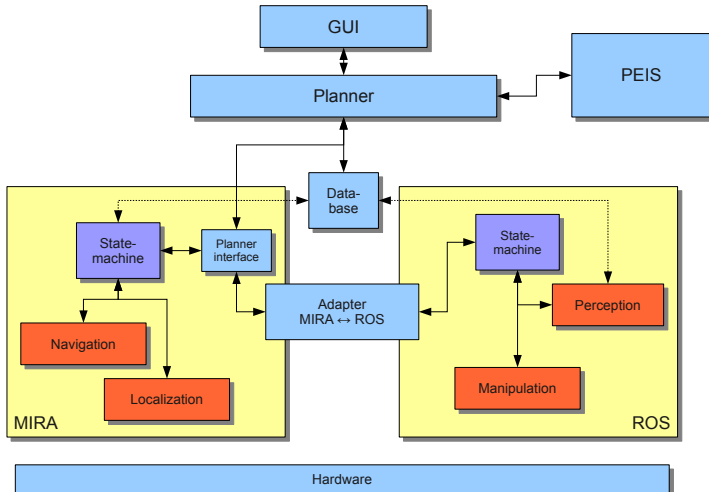 GUI
Planner
PEIS
Data-
base
State-
machine
Planner
interface
State-
machine
Adapter
MIRA ↔ ROS
Perception
Navigation
Localization
Manipulation
MIRA
ROS
Hardware